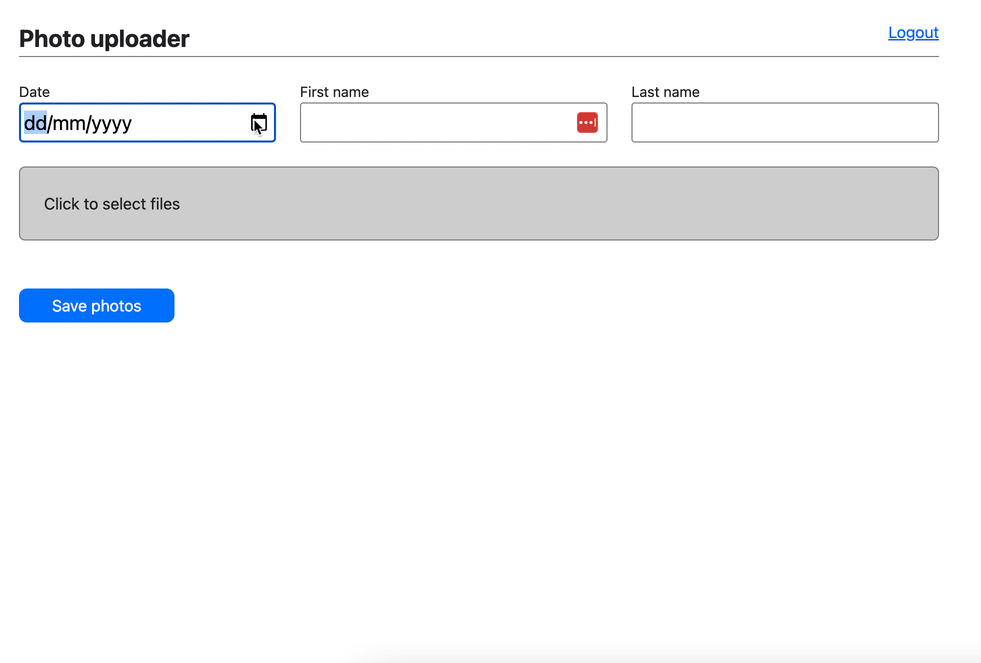 Photo uploader
Logout
Date
First name
Last name
dd/mm/yyyy
Click to select files
Save photos